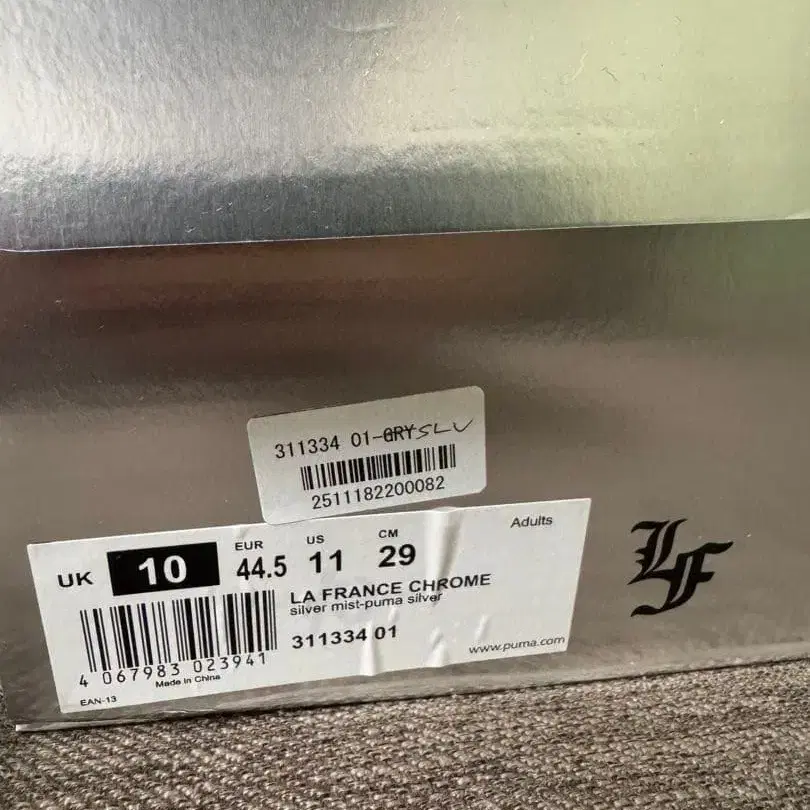 311334 01-GRY SLV
2511182200082
Adults
UK 10 EUR 44.5 US 11 CM 29
LA FRANCE CHROME
silver mist-puma silver
311334 01
4 067983 023941
Made in China
EAN-13
www.puma.com
LF